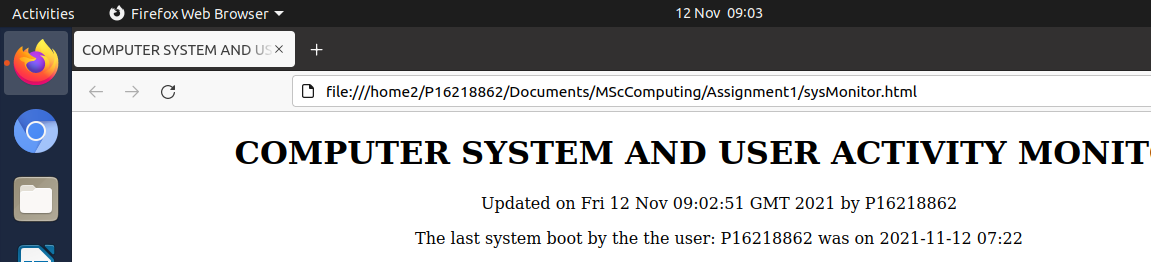 Activities Firefox Web Browser 12 Nov 09:03
COMPUTER SYSTEM AND US
file:///home2/P16218862/Documents/MScComputing/Assignment1/sysMonitor.html
COMPUTER SYSTEM AND USER ACTIVITY MONITO
Updated on Fri 12 Nov 09:02:51 GMT 2021 by P16218862
The last system boot by the the user: P16218862 was on 2021-11-12 07:22